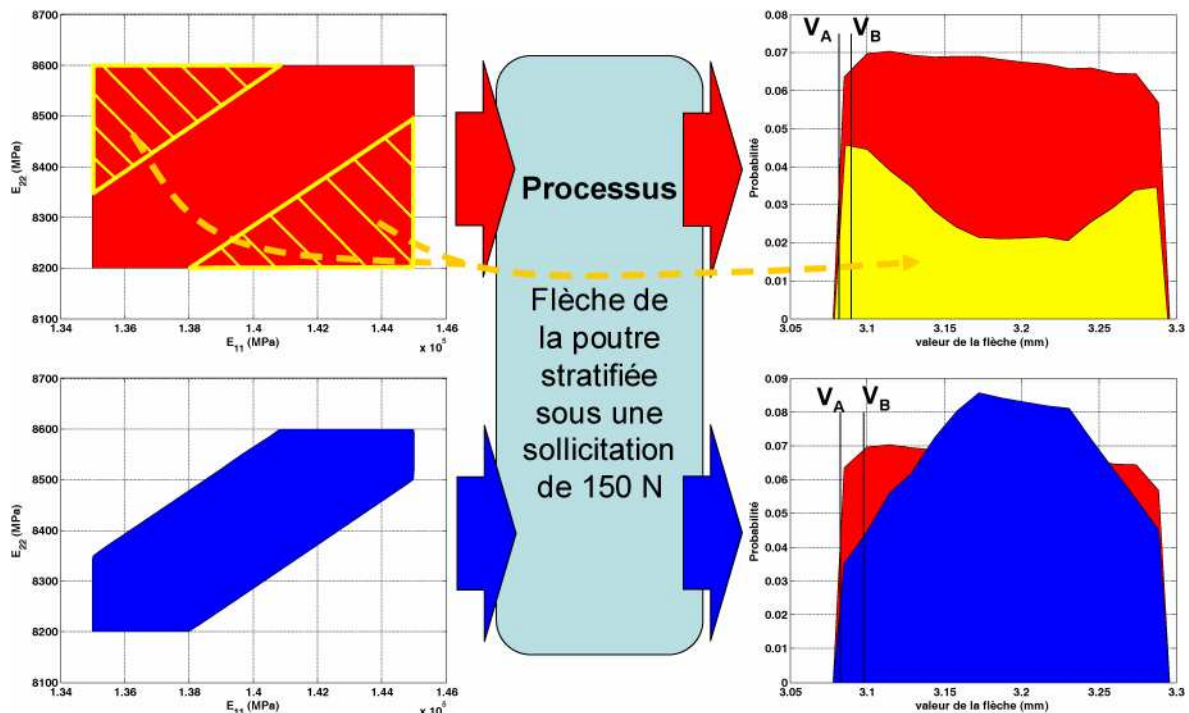 8700
8600
8500
8400
8300
8200
8100
E22 (MPa)
1.34 1.36 1.38 1.4 1.42 1.44 1.46
E11 (MPa)
x 10^5
Processus
Flèche de
la poutre
stratifiée
sous une
sollicitation
de 150 N
VA VB
0.08
0.07
0.06
0.05
0.04
0.03
0.02
0.01
0
Probabilité
3.05 3.1 3.15 3.2 3.25 3.3
valeur de la flèche (mm)
8700
8600
8500
8400
8300
8200
8100
E22 (MPa)
1.34 1.36 1.38 1.4 1.42 1.44 1.46
E11 (MPa)
VA VB
0.09
0.08
0.07
0.06
0.05
0.04
0.03
0.02
0.01
0
Probabilité
3.05 3.1 3.15 3.2 3.25 3.3
valeur de la flèche (mm)